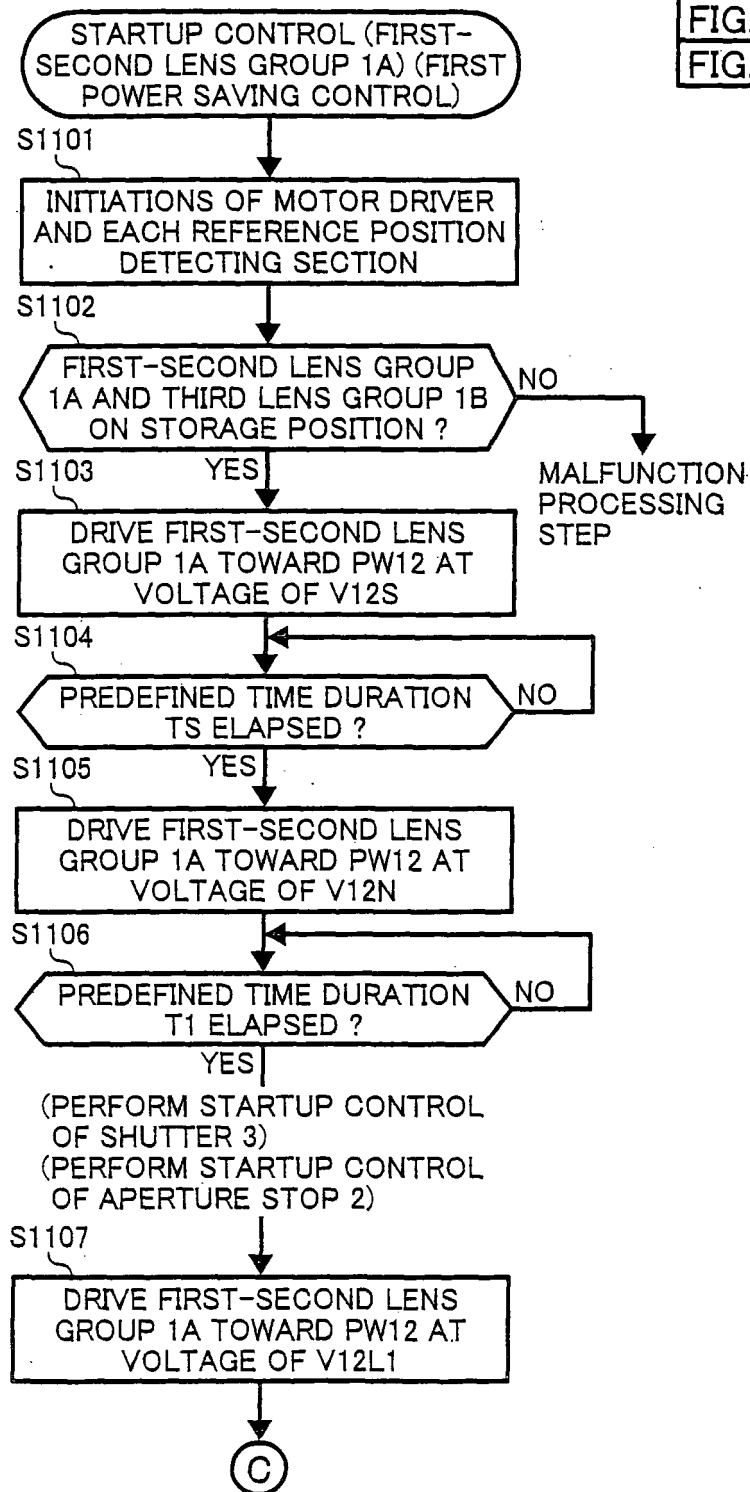 FIG.
FIG.
STARTUP CONTROL (FIRST-
SECOND LENS GROUP 1A) (FIRST
POWER SAVING CONTROL)
S1101
INITIATIONS OF MOTOR DRIVER
AND EACH REFERENCE POSITION
DETECTING SECTION
S1102
FIRST-SECOND LENS GROUP
1A AND THIRD LENS GROUP 1B
ON STORAGE POSITION ?
NO
MALFUNCTION
PROCESSING
STEP
YES
S1103
DRIVE FIRST-SECOND LENS
GROUP 1A TOWARD PW12 AT
VOLTAGE OF V12S
S1104
PREDEFINED TIME DURATION
TS ELAPSED ?
NO
YES
S1105
DRIVE FIRST-SECOND LENS
GROUP 1A TOWARD PW12 AT
VOLTAGE OF V12N
S1106
PREDEFINED TIME DURATION
T1 ELAPSED ?
NO
YES
(PERFORM STARTUP CONTROL
OF SHUTTER 3)
(PERFORM STARTUP CONTROL
OF APERTURE STOP 2)
S1107
DRIVE FIRST-SECOND LENS
GROUP 1A TOWARD PW12 AT
VOLTAGE OF V12L1
C